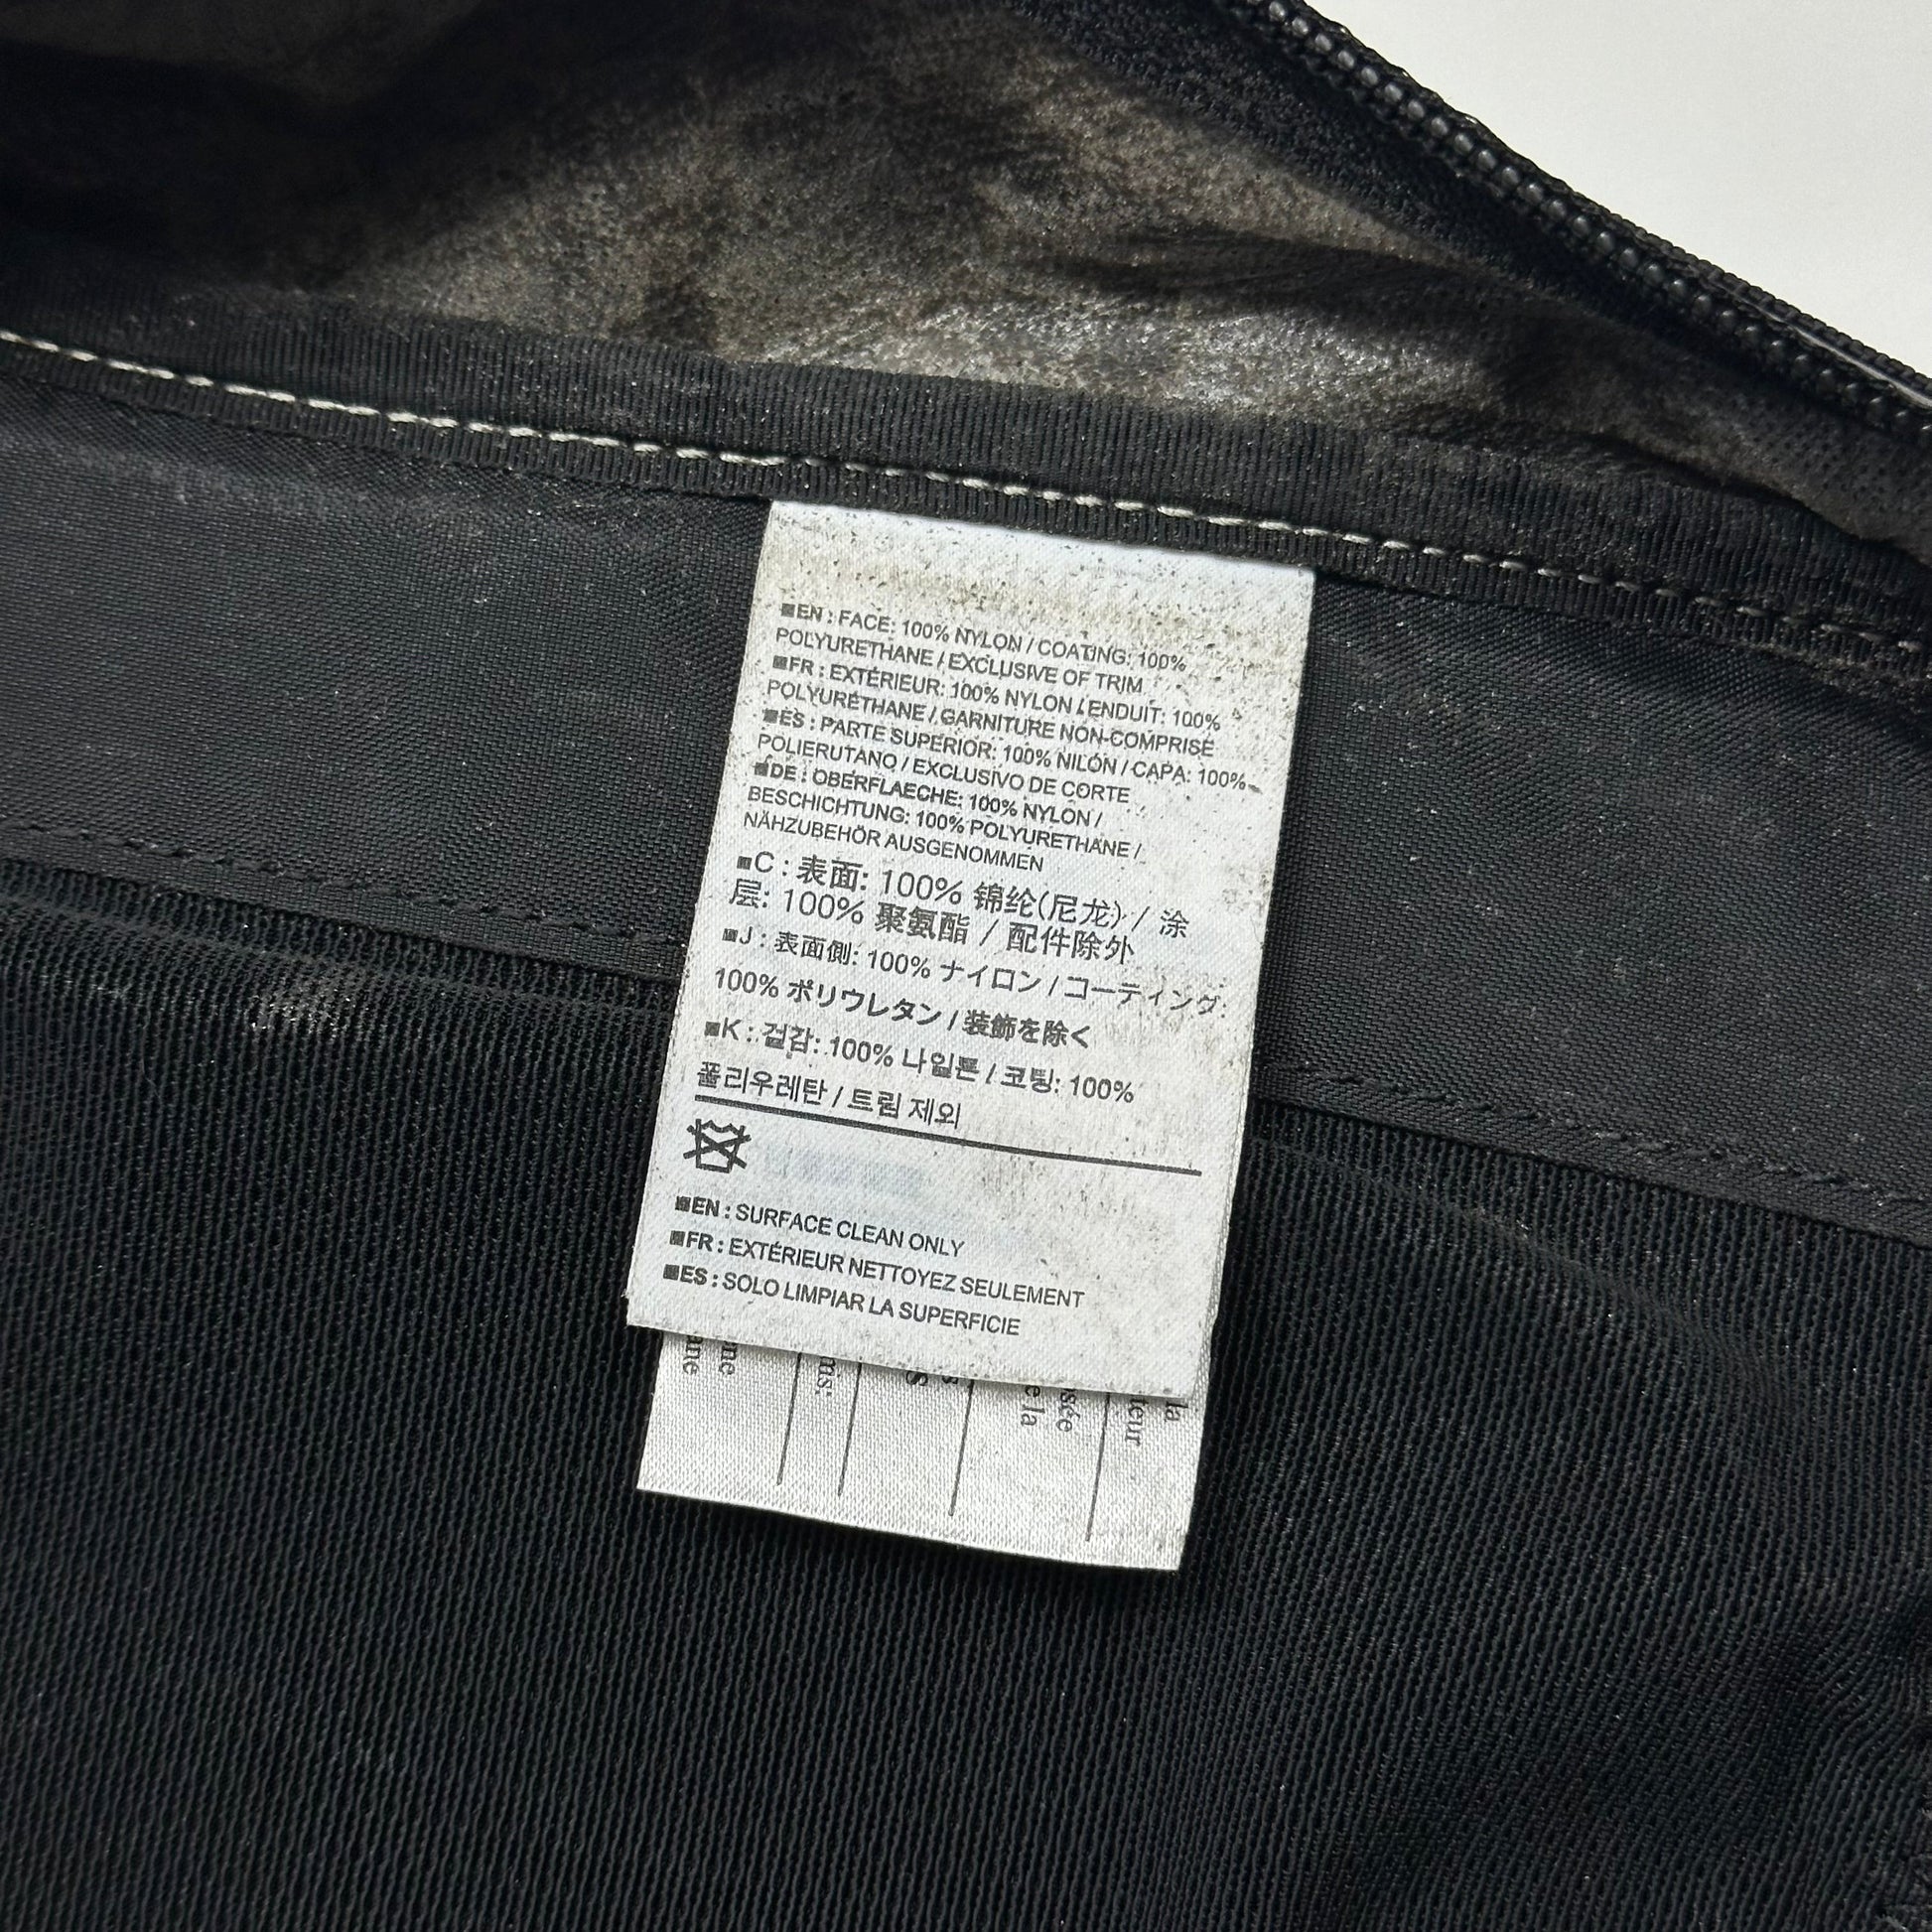 ■EN : FACE: 100% NYLON / COATING: 100%
POLYURETHANE / EXCLUSIVE OF TRIM
■FR : EXTÉRIEUR: 100% NYLON / ENDUIT: 100%
POLYURÉTHANE / GARNITURE NON-COMPRISE
■ES : PARTE SUPERIOR: 100% NILÓN / CAPA: 100%
POLIERUTANO / EXCLUSIVO DE CORTE
■DE : OBERFLAECHE: 100% NYLON /
BESCHICHTUNG: 100% POLYURETHANE /
NÄHZUBEHÖR AUSGENOMMEN
■C : 表面: 100% 锦纶(尼龙) / 涂
层: 100% 聚氨酯 / 配件除外
■J : 表面側: 100% ナイロン / コーティング:
100% ポリウレタン / 装飾を除く
■K : 겉감: 100% 나일론 / 코팅: 100%
폴리우레탄 / 트림 제외
■EN : SURFACE CLEAN ONLY
■FR : EXTÉRIEUR NETTOYEZ SEULEMENT
■ES : SOLO LIMPIAR LA SUPERFICIE